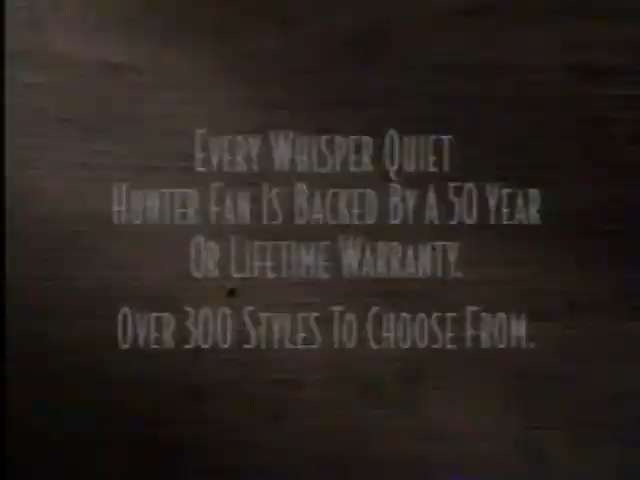 Every Whisper Quiet
Hunter Fan Is Backed By A 50 Year
Or Lifetime Warranty.
Over 300 Styles To Choose From.